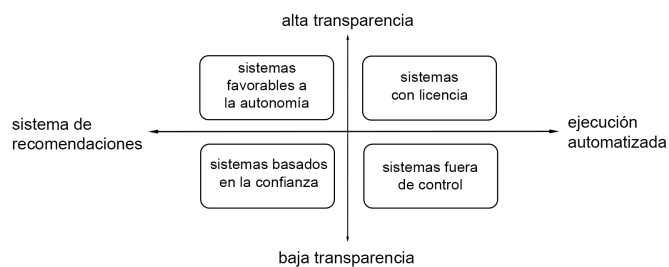 alta transparencia
sistemas
favorables a
la autonomía
sistemas
con licencia
sistema de
recomendaciones
ejecución
automatizada
sistemas basados
en la confianza
sistemas fuera
de control
baja transparencia